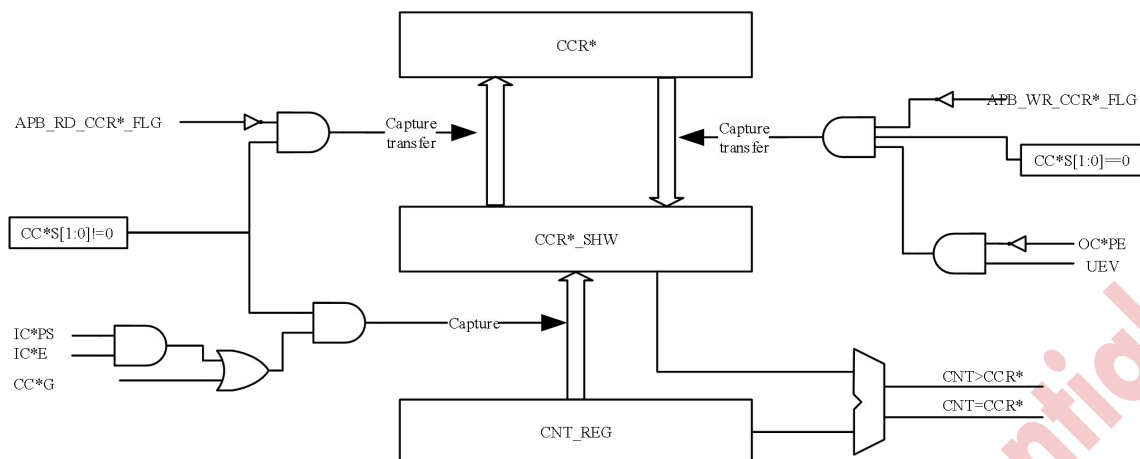 CCR*
APB_RD_CCR*_FLG
Capture
transfer
Capture
transfer
APB_WR_CCR*_FLG
CC*S[1:0]==0
CC*S[1:0]!=0
CCR*_SHW
OC*PE
UEV
IC*PS
IC*E
CC*G
Capture
CNT>CCR*
CNT=CCR*
CNT_REG
ntial